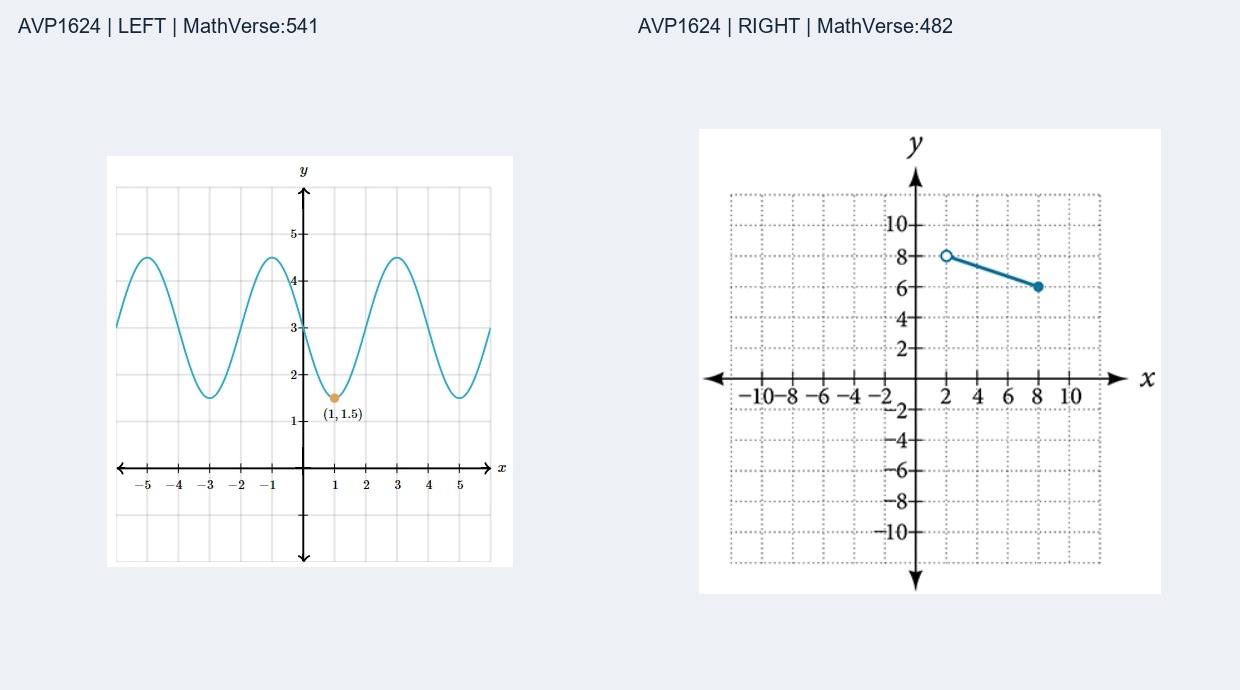 AVP1624 | LEFT | MathVerse:541
y
5
4
3
2
1
(1, 1.5)
−5 −4 −3 −2 −1 1 2 3 4 5
x
AVP1624 | RIGHT | MathVerse:482
y
10
8
6
4
2
x
−10 −8 −6 −4 −2 2 4 6 8 10
−2
−4
−6
−8
−10